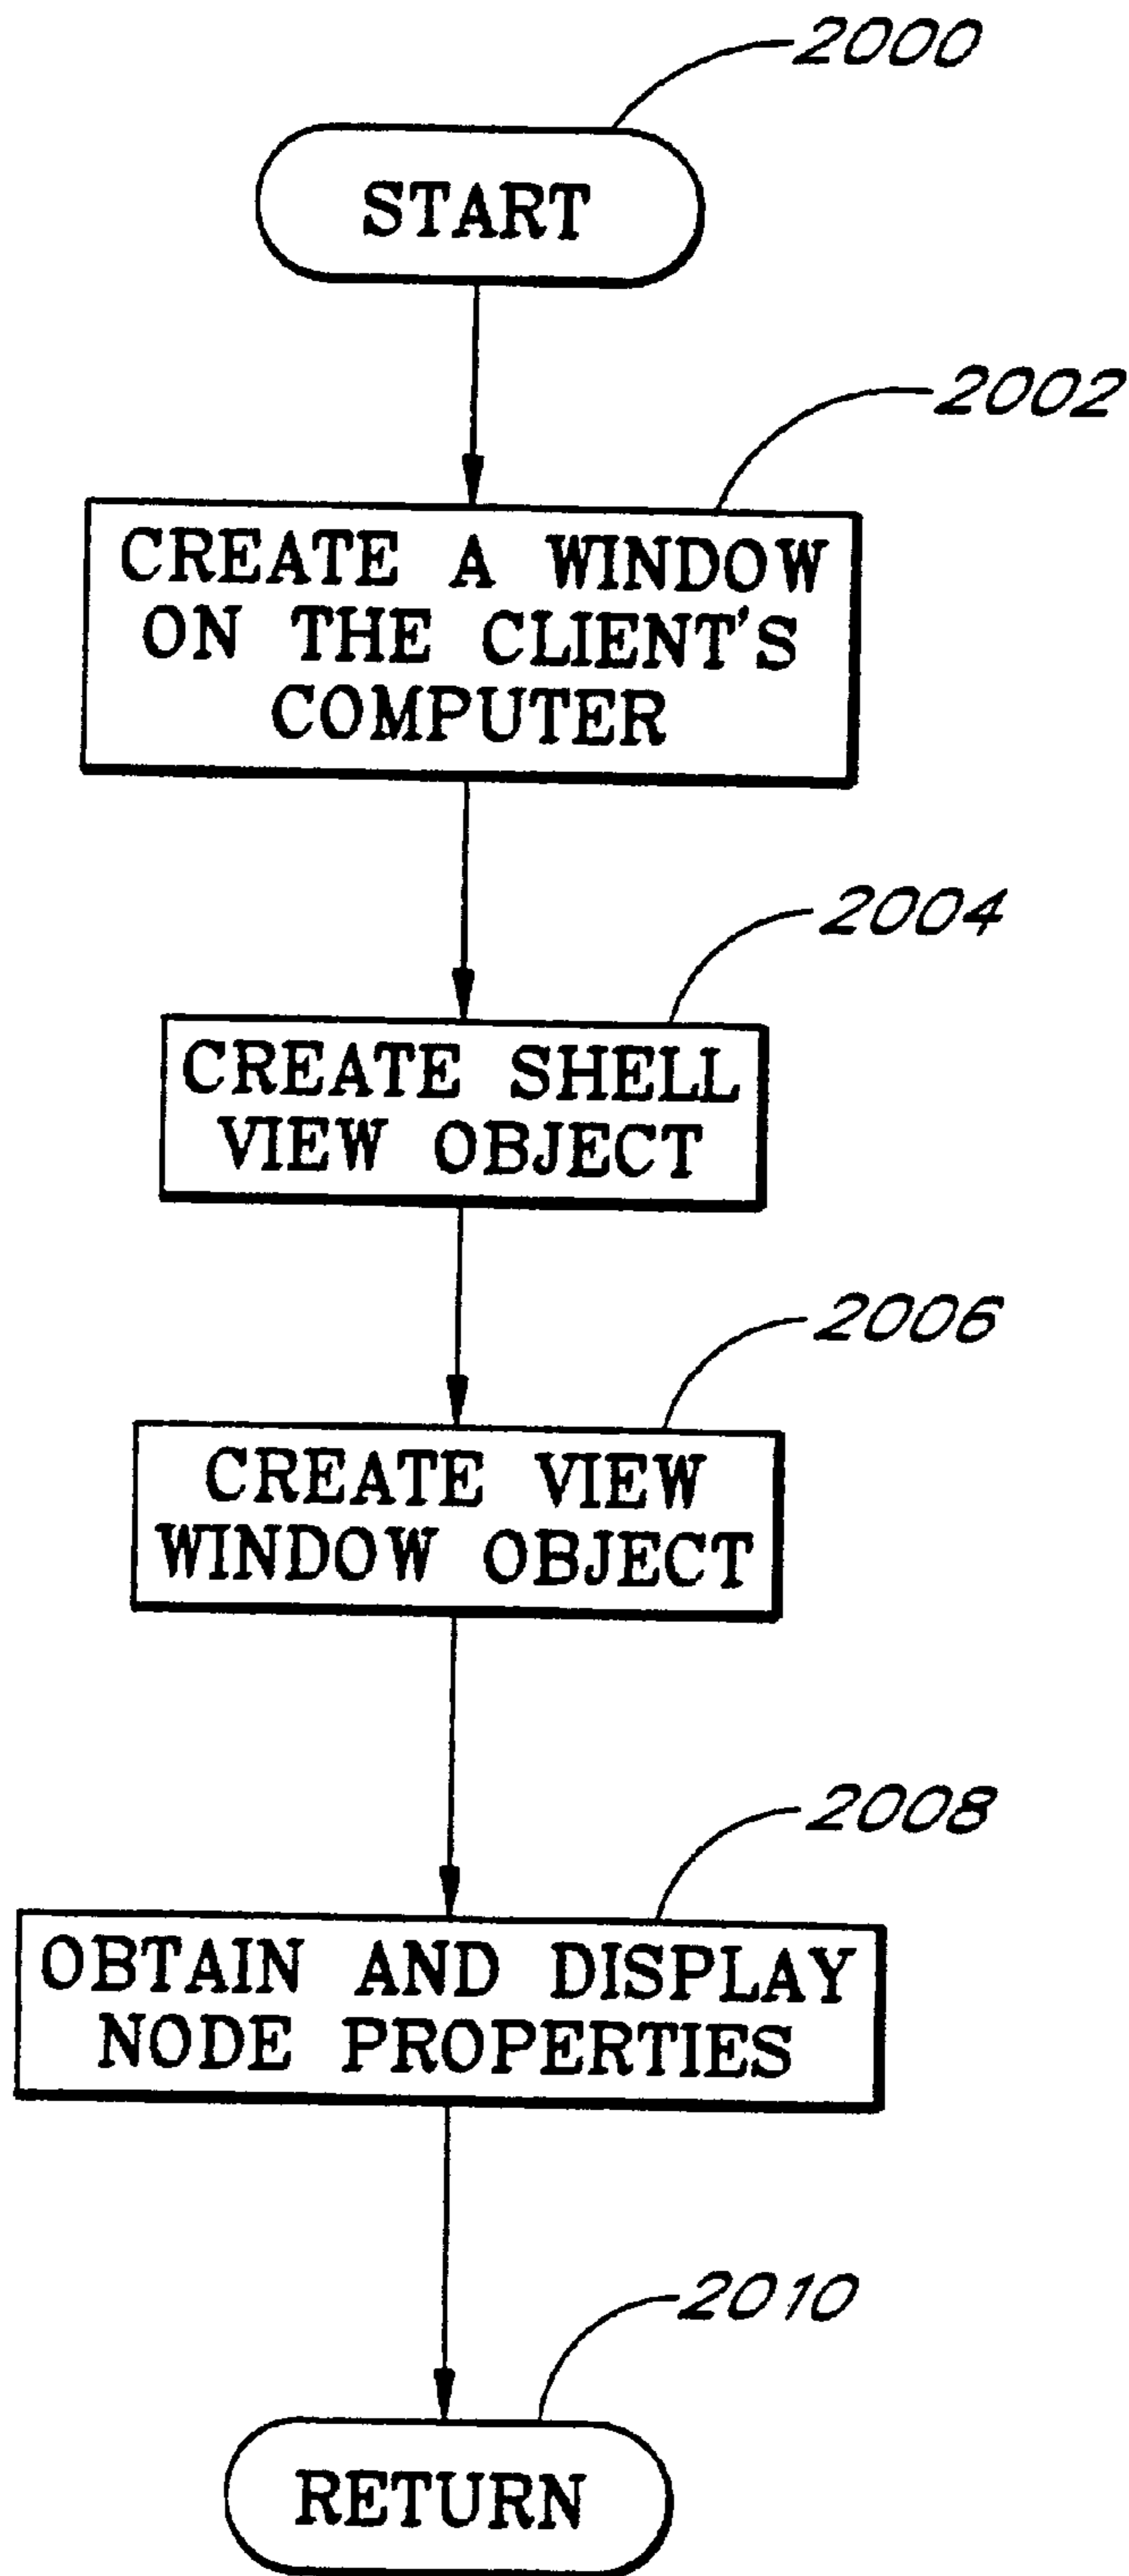 2000
START
2002
CREATE A WINDOW
ON THE CLIENT'S
COMPUTER
2004
CREATE SHELL
VIEW OBJECT
2006
CREATE VIEW
WINDOW OBJECT
2008
OBTAIN AND DISPLAY
NODE PROPERTIES
2010
RETURN